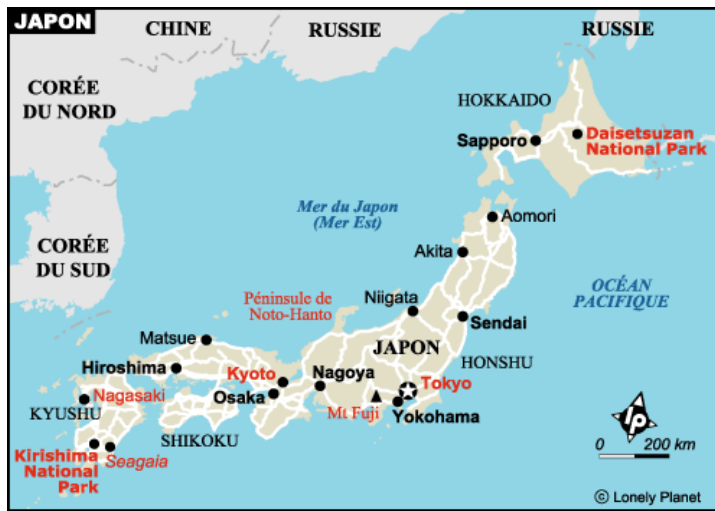 JAPON
CHINE
RUSSIE
RUSSIE
CORÉE
DU NORD
HOKKAIDO
Sapporo
Daisetsuzan
National Park
Mer du Japon
(Mer Est)
Aomori
CORÉE
DU SUD
Akita
OCÉAN
PACIFIQUE
Péninsule de
Noto-Hanto
Niigata
Sendai
Matsue
JAPON
HONSHU
Hiroshima
Kyoto
Nagoya
Tokyo
Nagasaki
Osaka
KYUSHU
Mt Fuji
Yokohama
SHIKOKU
Kirishima
National
Park
Seagaia
lp
0 200 km
© Lonely Planet